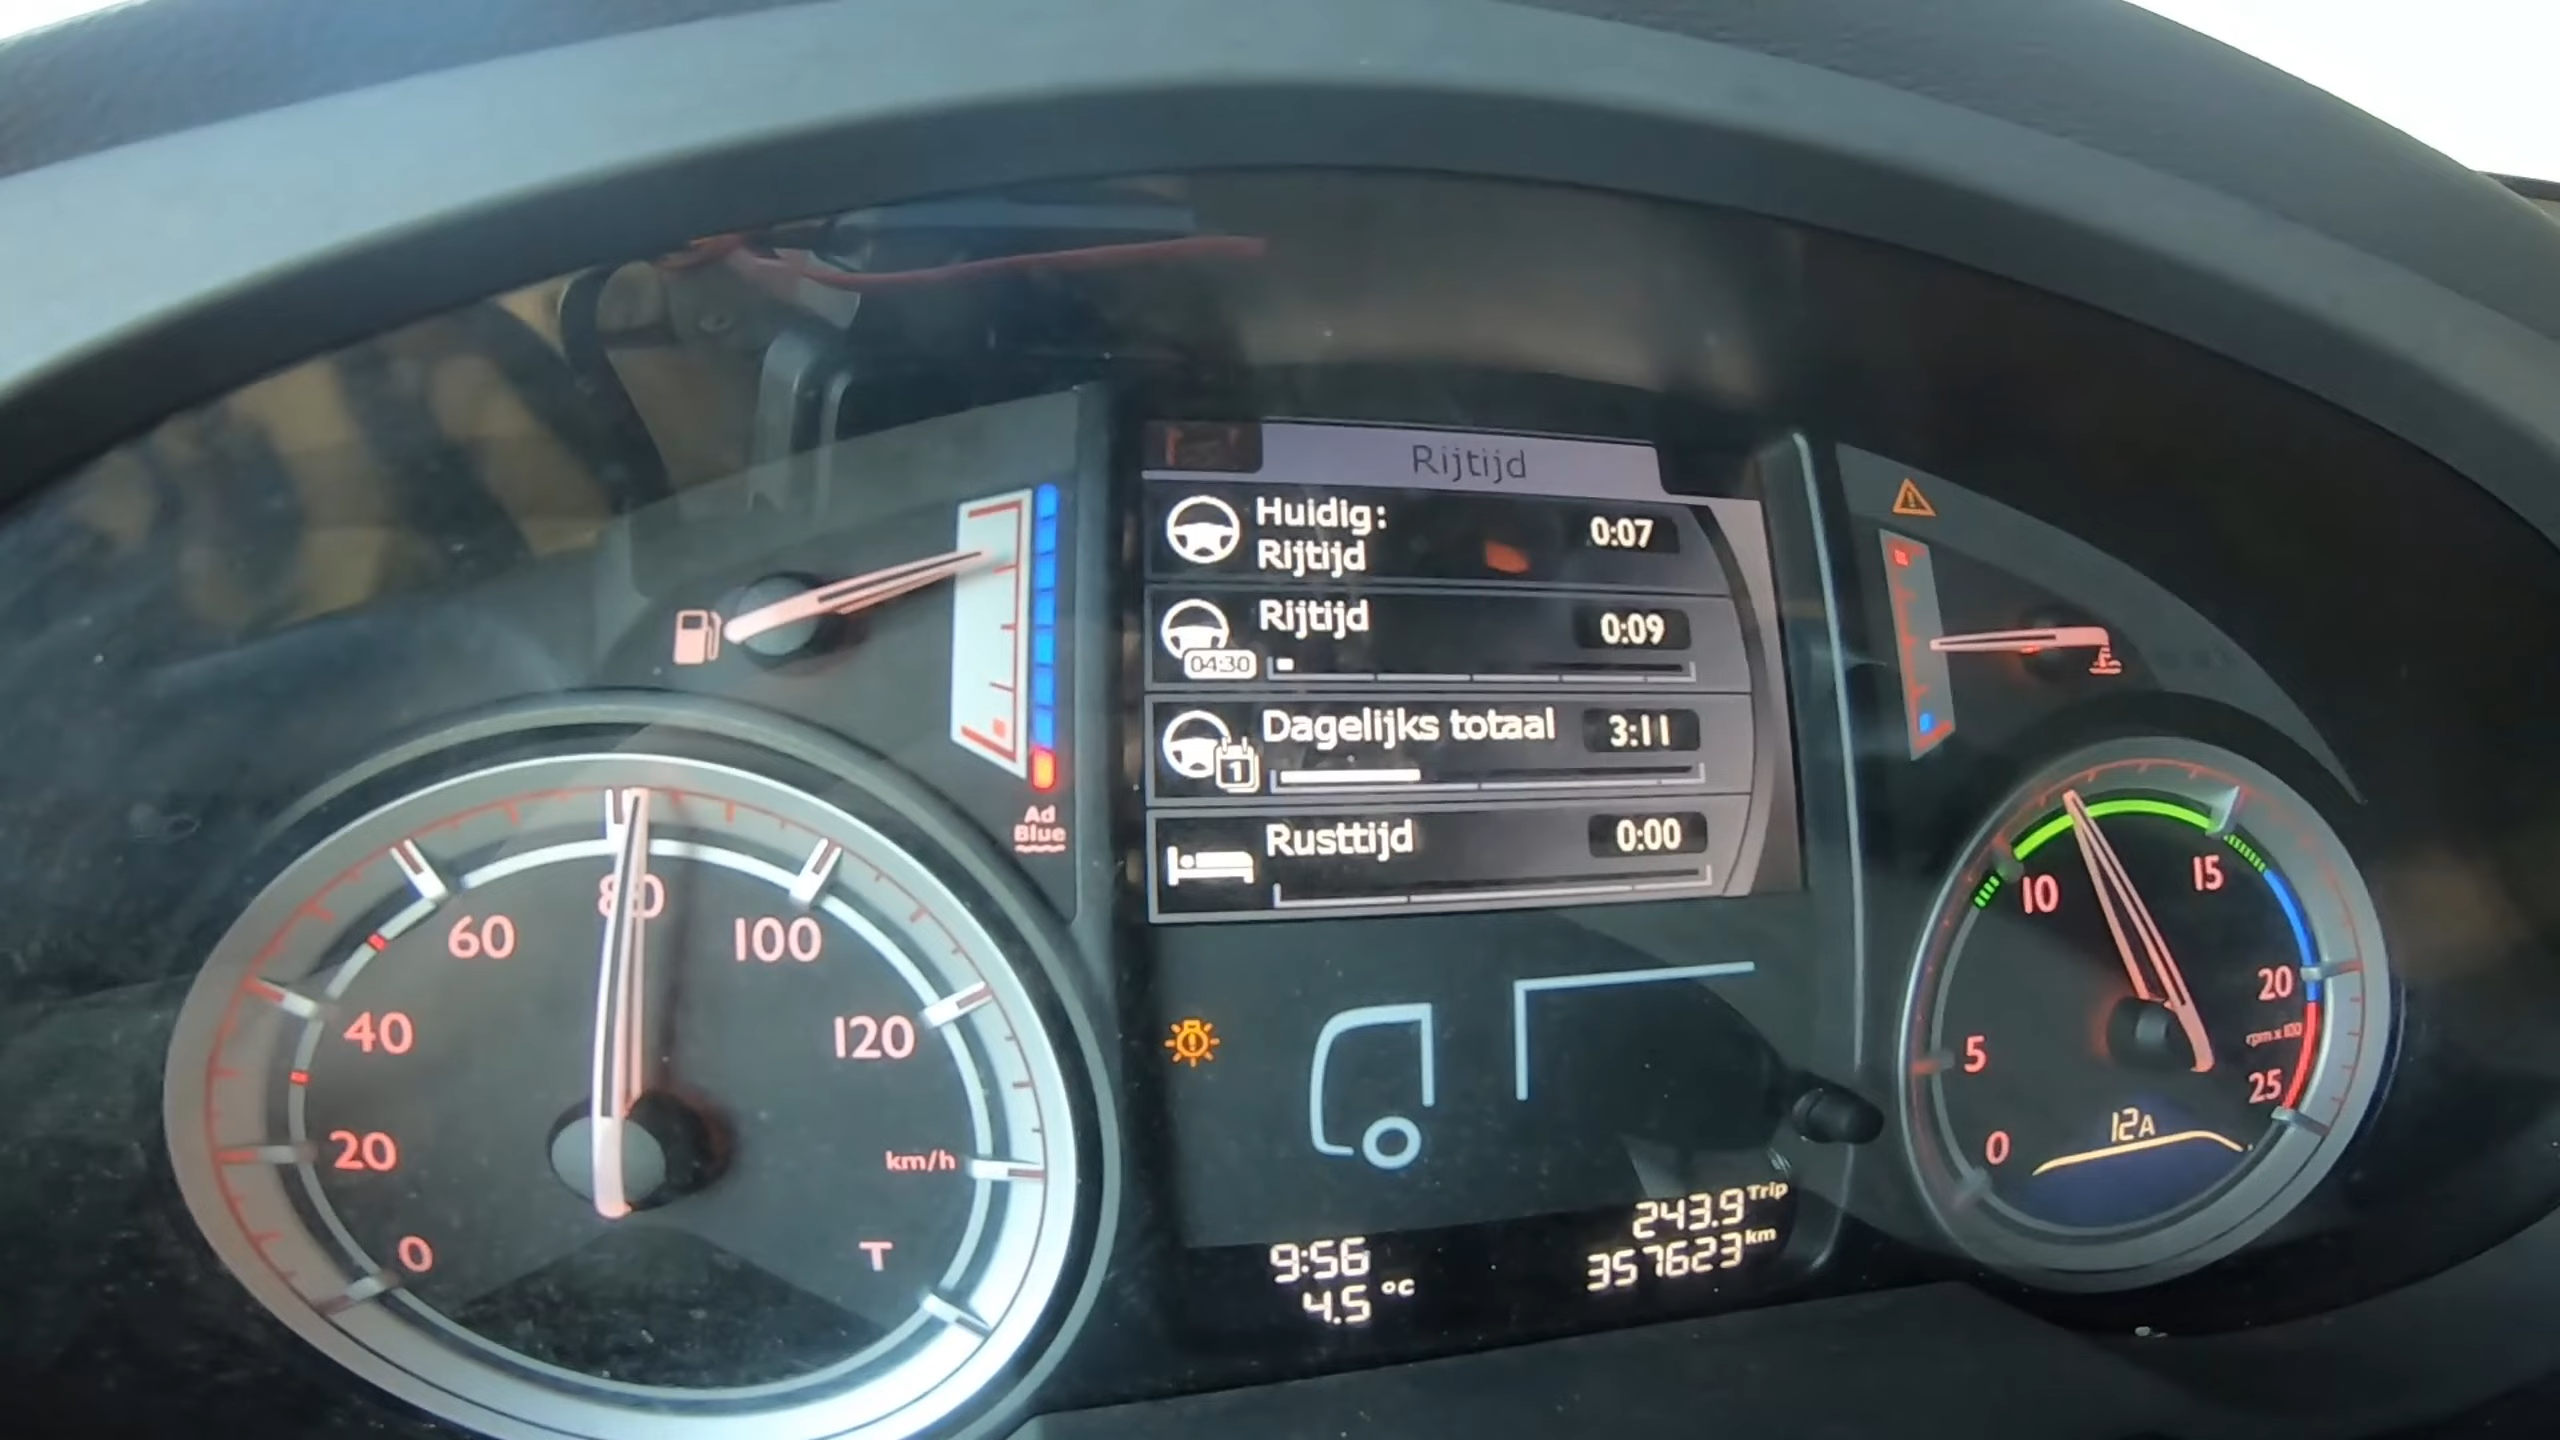 Rijtijd
Huidig:
Rijtijd
0:07
Rijtijd
0:09
04:30
Dagelijks totaal
3:11
1
Rusttijd
0:00
Ad
Blue
0
20
40
60
80
100
120
km/h
T
0
5
10
15
20
25
rpm x 100
12A
243.9 Trip
357623 km
9:56
4.5 °C